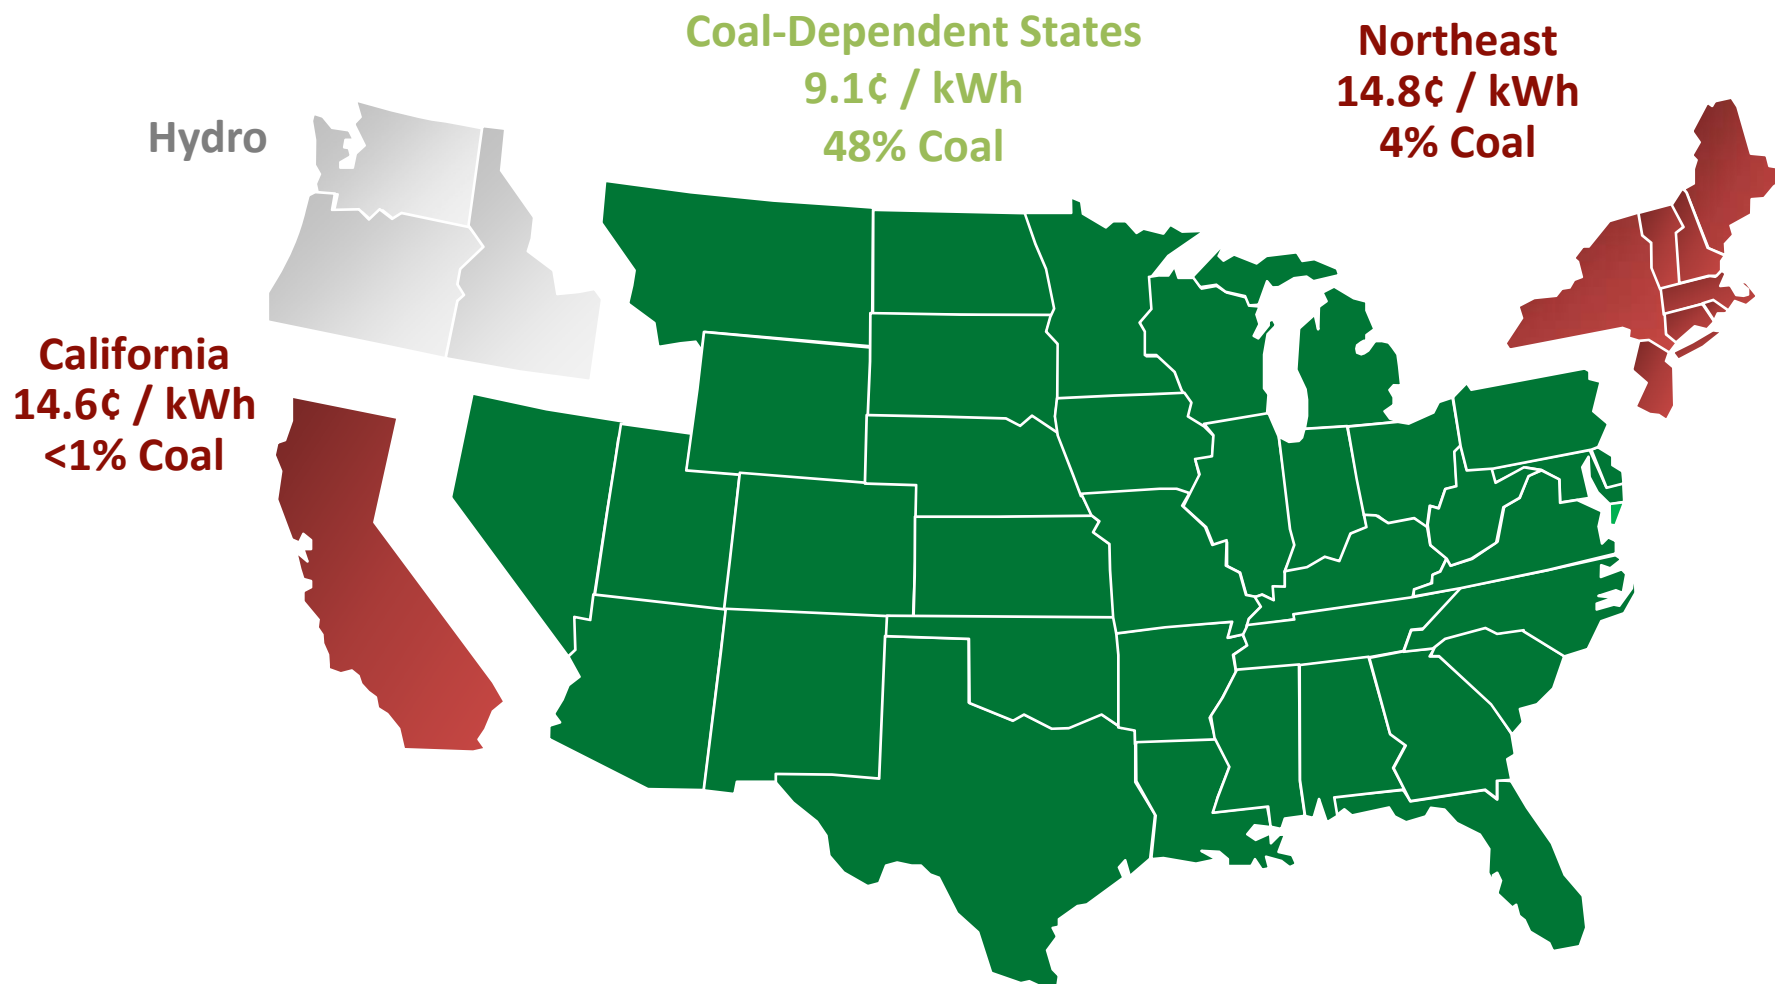 Coal-Dependent States
9.1¢ / kWh
48% Coal
Northeast
14.8¢ / kWh
4% Coal
Hydro
California
14.6¢ / kWh
<1% Coal